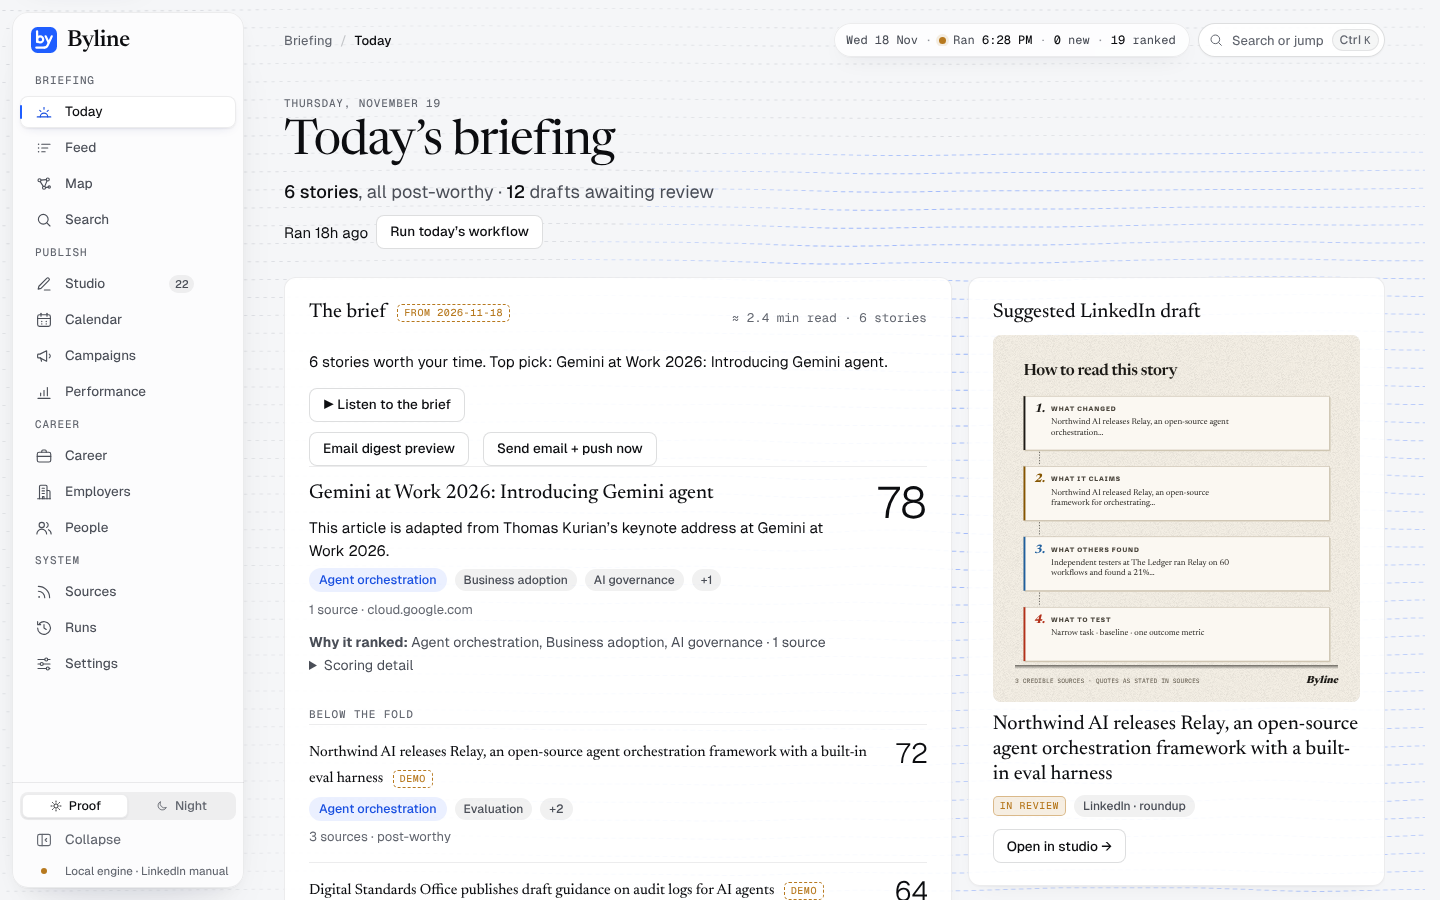 by Byline
BRIEFING
Today
Feed
Map
Search
PUBLISH
Studio 22
Calendar
Campaigns
Performance
CAREER
Career
Employers
People
SYSTEM
Sources
Runs
Settings
Proof Night
Collapse
Local engine · LinkedIn manual
Briefing / Today
Wed 18 Nov · Ran 6:28 PM · 0 new · 19 ranked
Search or jump Ctrl K
THURSDAY, NOVEMBER 19
Today’s briefing
6 stories, all post-worthy · 12 drafts awaiting review
Ran 18h ago Run today’s workflow
The brief FROM 2026-11-18
≈ 2.4 min read · 6 stories
6 stories worth your time. Top pick: Gemini at Work 2026: Introducing Gemini agent.
▶ Listen to the brief
Email digest preview Send email + push now
Gemini at Work 2026: Introducing Gemini agent 78
This article is adapted from Thomas Kurian’s keynote address at Gemini at
Work 2026.
Agent orchestration Business adoption AI governance +1
1 source · cloud.google.com
Why it ranked: Agent orchestration, Business adoption, AI governance · 1 source
▶ Scoring detail
BELOW THE FOLD
Northwind AI releases Relay, an open-source agent orchestration framework with a built-in 72
eval harness DEMO
Agent orchestration Evaluation +2
3 sources · post-worthy
Digital Standards Office publishes draft guidance on audit logs for AI agents DEMO 64
Suggested LinkedIn draft
How to read this story
1. WHAT CHANGED
Northwind AI releases Relay, an open-source agent
orchestration...
2. WHAT IT CLAIMS
Northwind AI released Relay, an open-source
framework for orchestrating...
3. WHAT OTHERS FOUND
Independent testers at The Ledger ran Relay on 60
workflows and found a 21%...
4. WHAT TO TEST
Narrow task · baseline · one outcome metric
3 CREDIBLE SOURCES · QUOTES AS STATED IN SOURCES Byline
Northwind AI releases Relay, an open-source
agent orchestration framework with a built-
in eval harness
IN REVIEW LinkedIn · roundup
Open in studio →